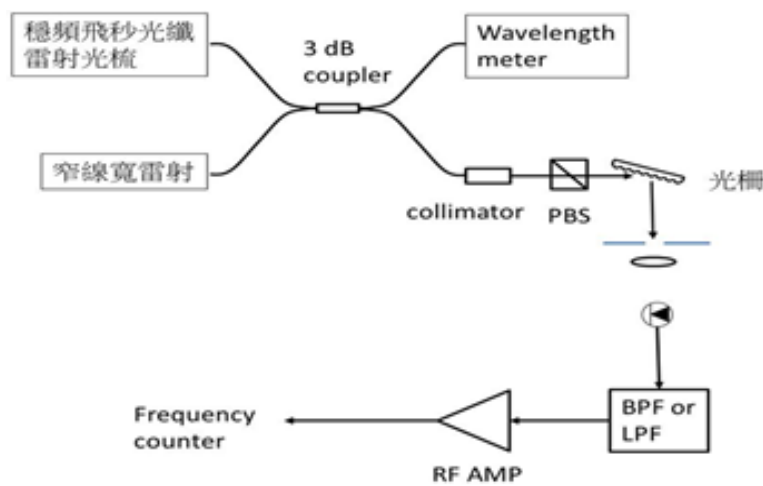 穩頻飛秒光纖
雷射光梳
3 dB
coupler
Wavelength
meter
窄線寬雷射
collimator
PBS
光柵
Frequency
counter
RF AMP
BPF or
LPF